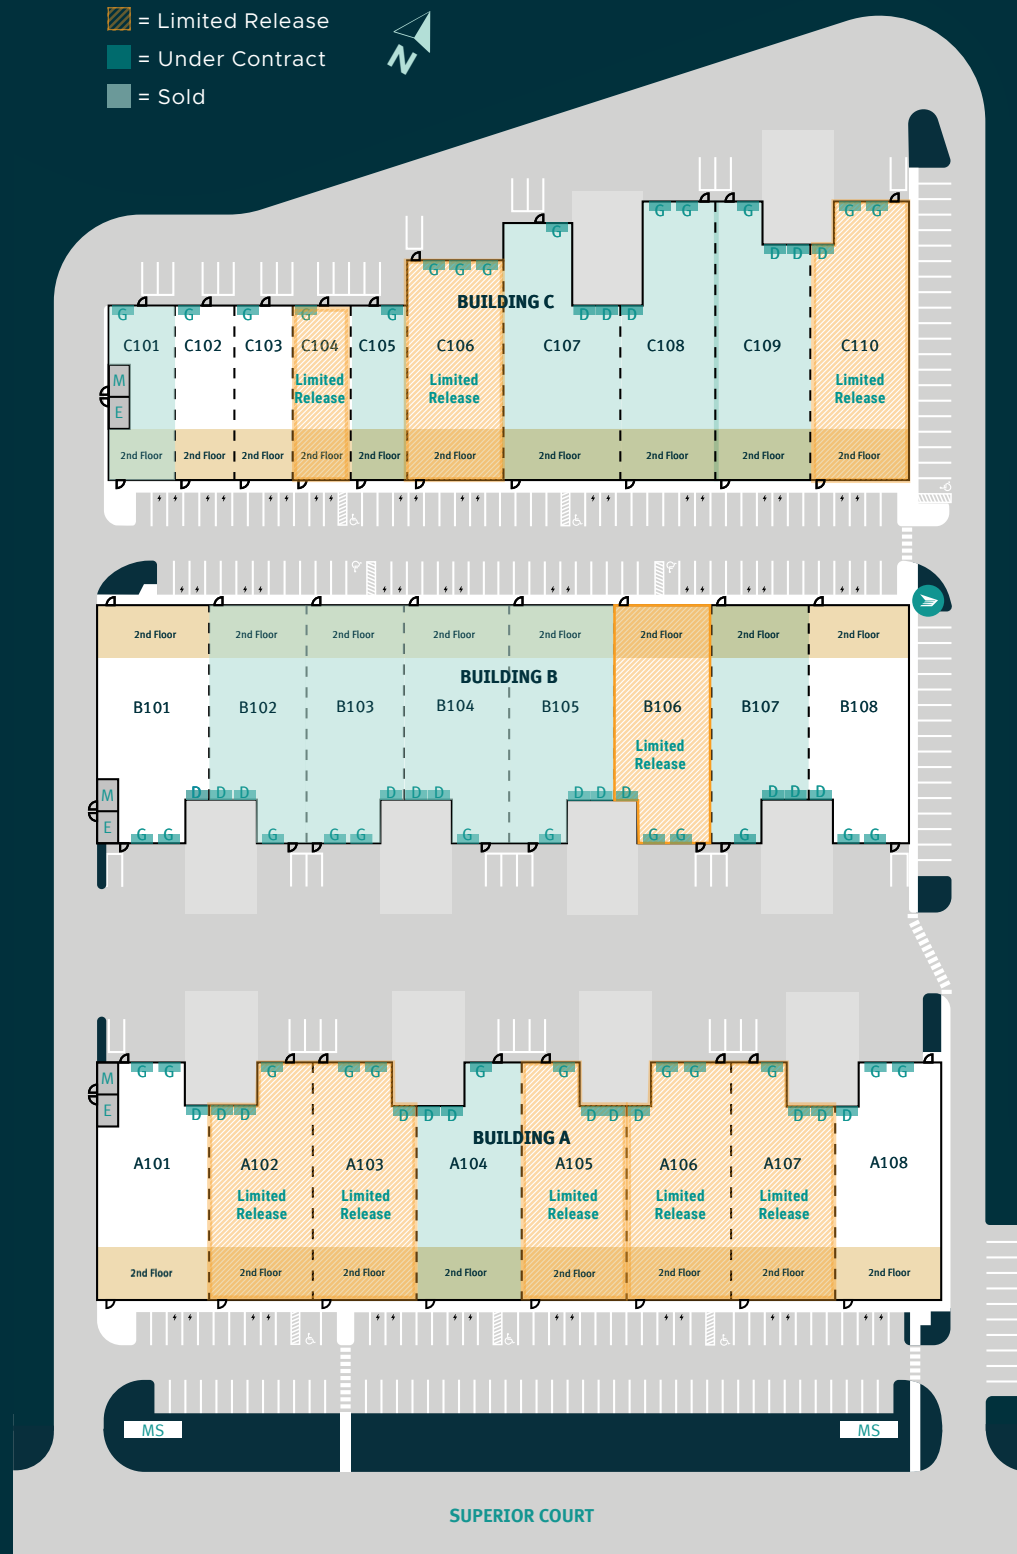 = Limited Release
= Under Contract
= Sold
N
G G G
G G G
G
G G G
D D D
G G G G G
D D D
BUILDING C
C101 C102 C103 C104 C105 C106 C107 C108 C109 C110
M
E
Limited
Release
Limited
Release
Limited
Release
2nd Floor 2nd Floor 2nd Floor 2nd Floor 2nd Floor 2nd Floor 2nd Floor 2nd Floor 2nd Floor 2nd Floor
2nd Floor 2nd Floor 2nd Floor 2nd Floor 2nd Floor 2nd Floor 2nd Floor 2nd Floor
BUILDING B
B101 B102 B103 B104 B105 B106 B107 B108
Limited
Release
M
E
D D D D D D D D D D D D
G G G G G G G G G G G G
G G G G G G G G G G G G
M
E
D D D D D D D D D D D D
BUILDING A
A101 A102 A103 A104 A105 A106 A107 A108
Limited
Release
Limited
Release
Limited
Release
Limited
Release
Limited
Release
2nd Floor 2nd Floor 2nd Floor 2nd Floor 2nd Floor 2nd Floor 2nd Floor 2nd Floor
MS MS
SUPERIOR COURT